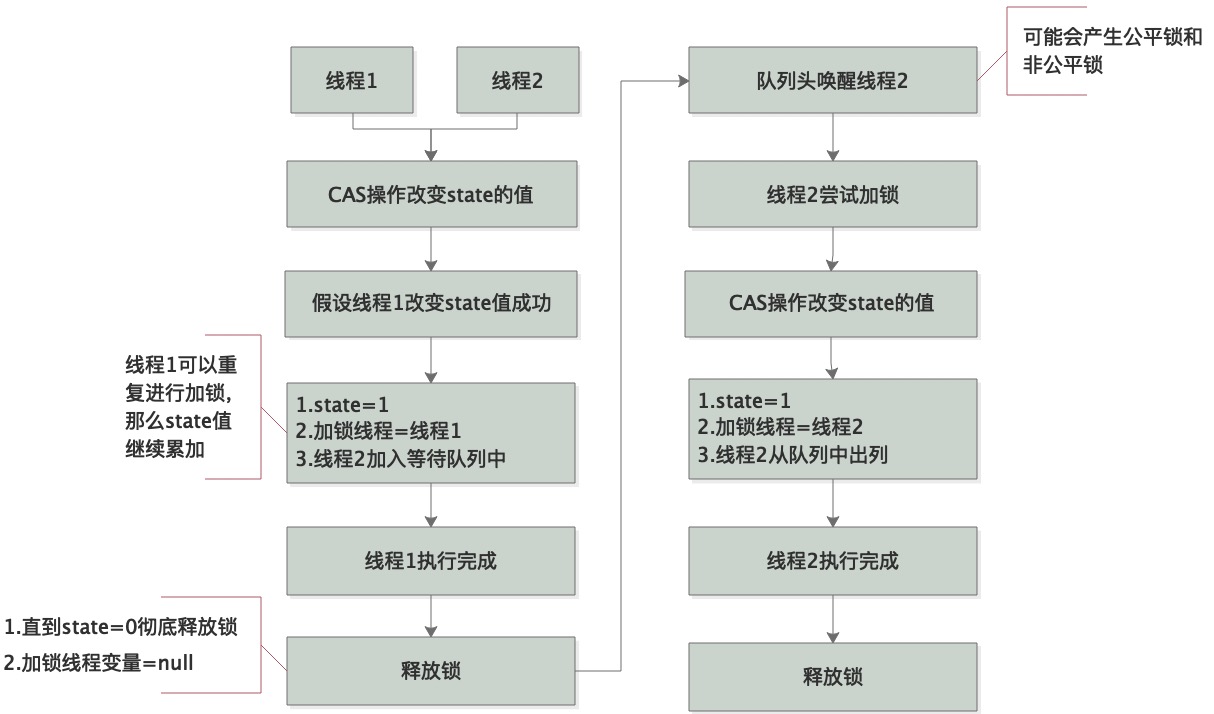 线程1
线程2
CAS操作改变state的值
假设线程1改变state值成功
线程1可以重
复进行加锁，
那么state值
继续累加
1.state=1
2.加锁线程=线程1
3.线程2加入等待队列中
线程1执行完成
1.直到state=0彻底释放锁
2.加锁线程变量=null
释放锁
队列头唤醒线程2
可能会产生公平锁和
非公平锁
线程2尝试加锁
CAS操作改变state的值
1.state=1
2.加锁线程=线程2
3.线程2从队列中出列
线程2执行完成
释放锁